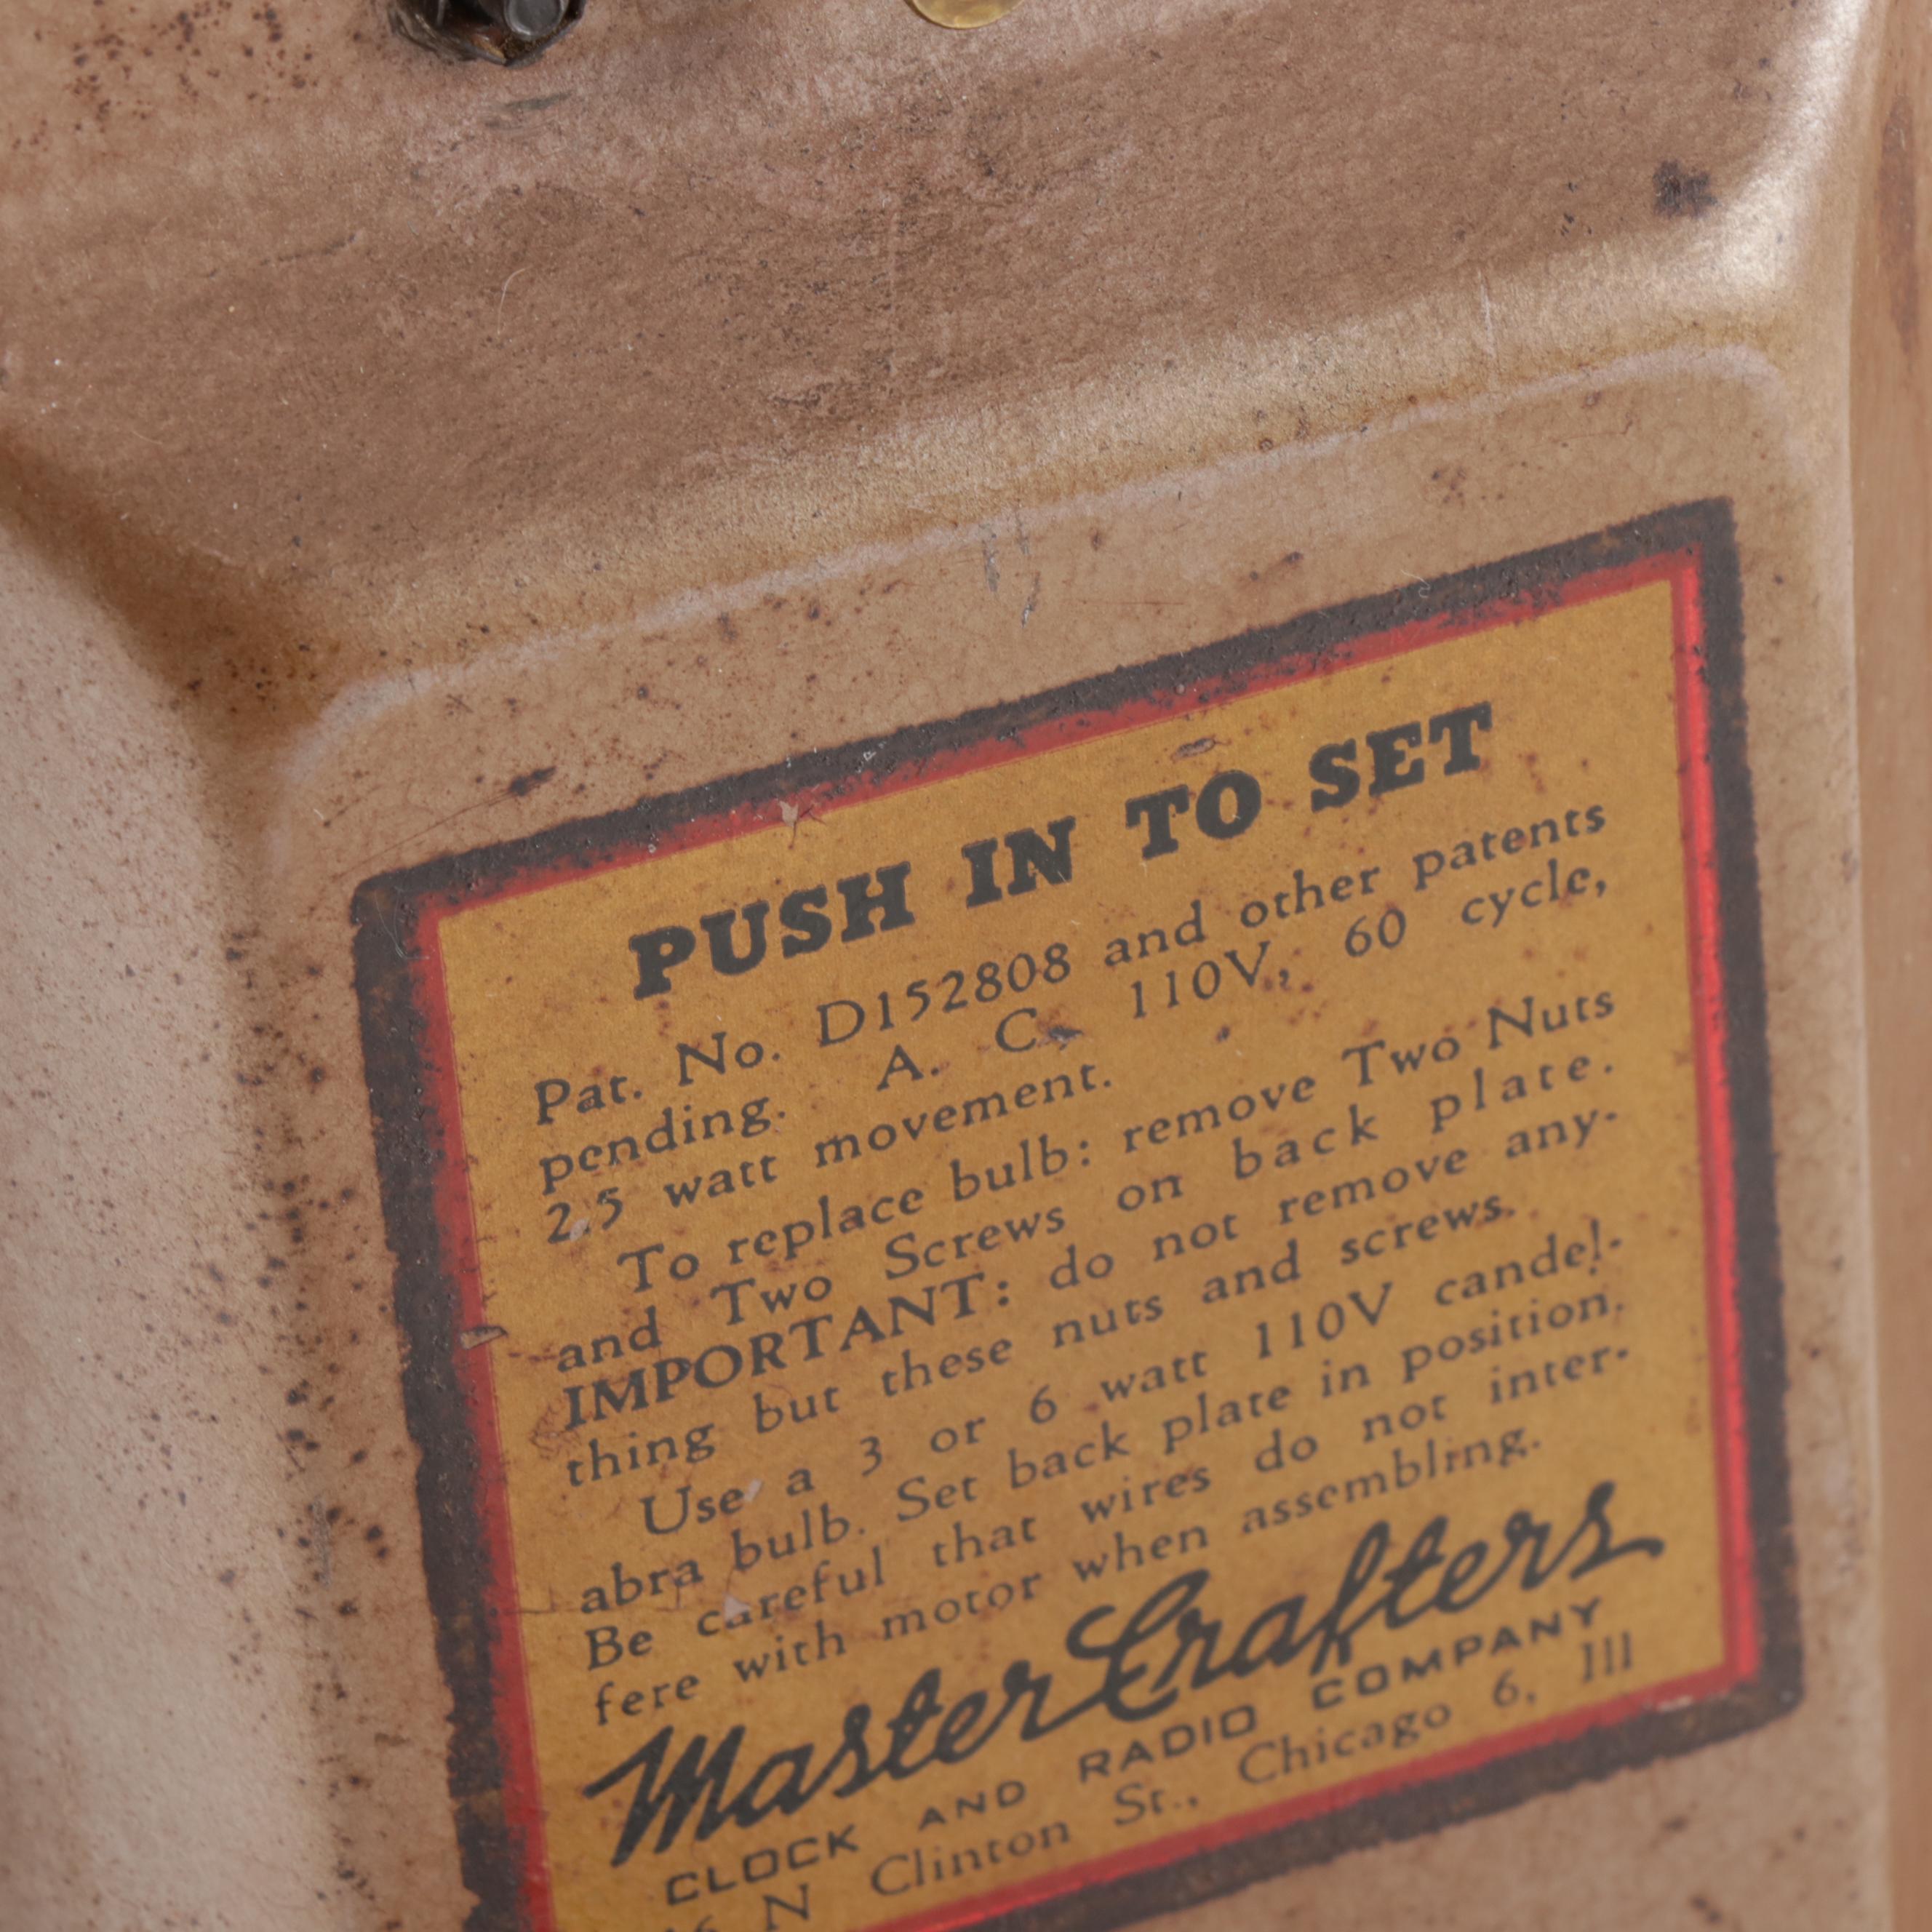 PUSH IN TO SET
Pat. No. D152808 and other patents
pending. A. C., 110V, 60 cycle,
2.5 watt movement.
To replace bulb: remove Two Nuts
and Two Screws on back plate.
IMPORTANT: do not remove any-
thing but these nuts and screws.
Use a 3 or 6 watt 110V candel-
abra bulb. Set back plate in position.
Be careful that wires do not inter-
fere with motor when assembling.
MasterCrafters
CLOCK AND RADIO COMPANY
N Clinton St., Chicago 6, Ill